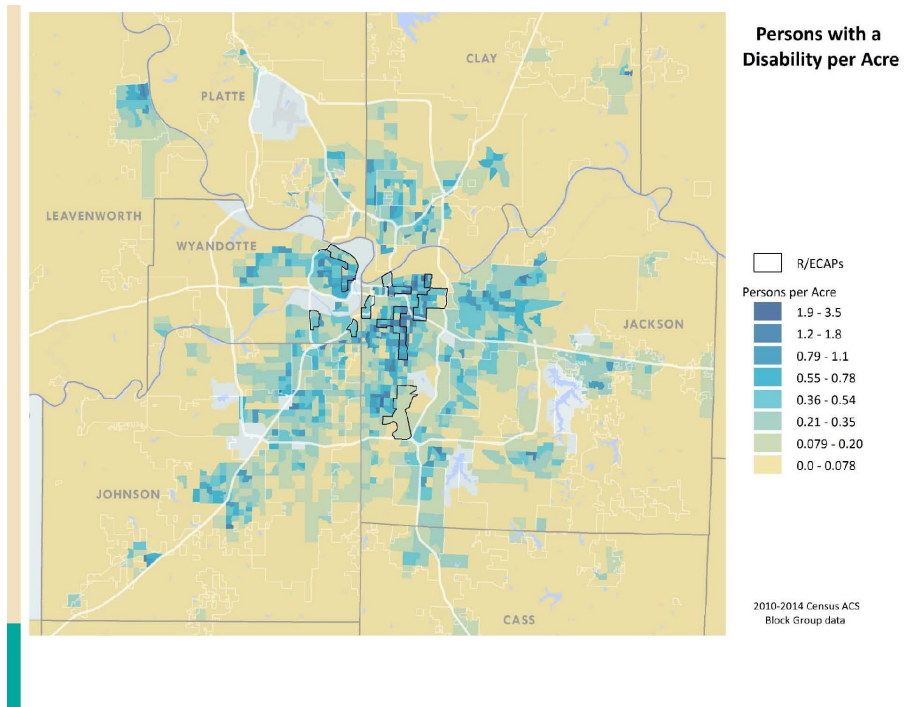 Persons with a
Disability per Acre
CLAY
PLATTE
LEAVENWORTH
WYANDOTTE
JACKSON
JOHNSON
CASS
R/ECAPs
Persons per Acre
1.9 - 3.5
1.2 - 1.8
0.79 - 1.1
0.55 - 0.78
0.36 - 0.54
0.21 - 0.35
0.079 - 0.20
0.0 - 0.078
2010-2014 Census ACS
Block Group data